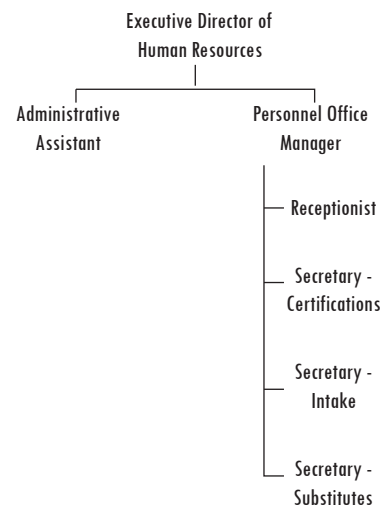 Executive Director of
Human Resources
Administrative
Assistant
Personnel Office
Manager
Receptionist
Secretary -
Certifications
Secretary -
Intake
Secretary -
Substitutes